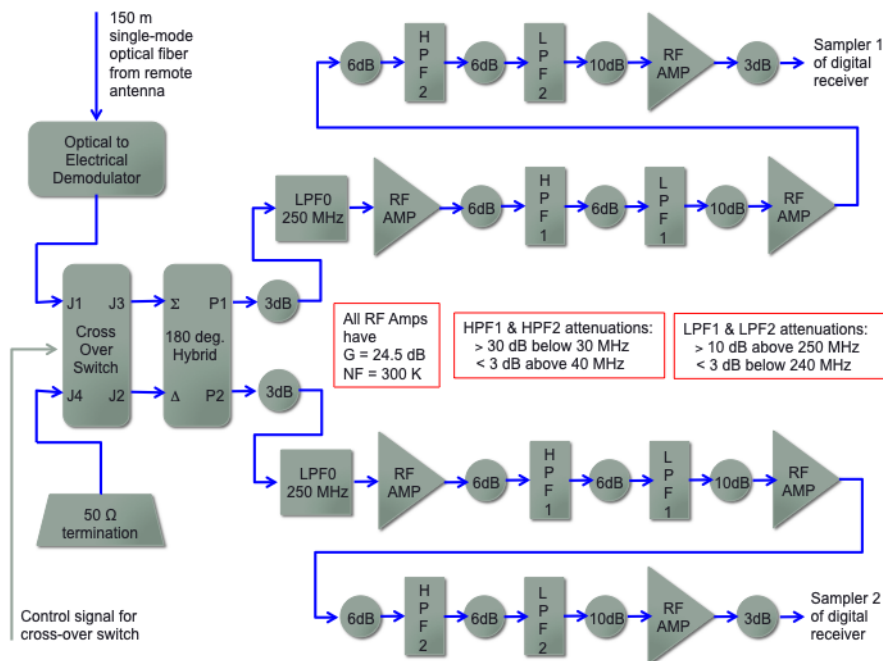 150 m
single-mode
optical fiber
from remote
antenna
Optical to
Electrical
Demodulator
6dB
H
P
F
2
6dB
L
P
F
2
10dB
RF
AMP
3dB
Sampler 1
of digital
receiver
LPF0
250 MHz
RF
AMP
6dB
H
P
F
1
6dB
L
P
F
1
10dB
RF
AMP
J1 J3
Cross
Over
Switch
J4 J2
Σ P1
180 deg.
Hybrid
Δ P2
3dB
3dB
All RF Amps
have
G = 24.5 dB
NF = 300 K
HPF1 & HPF2 attenuations:
> 30 dB below 30 MHz
< 3 dB above 40 MHz
LPF1 & LPF2 attenuations:
> 10 dB above 250 MHz
< 3 dB below 240 MHz
LPF0
250 MHz
RF
AMP
6dB
H
P
F
1
6dB
L
P
F
1
10dB
RF
AMP
50 Ω
termination
Control signal for
cross-over switch
6dB
H
P
F
2
6dB
L
P
F
2
10dB
RF
AMP
3dB
Sampler 2
of digital
receiver